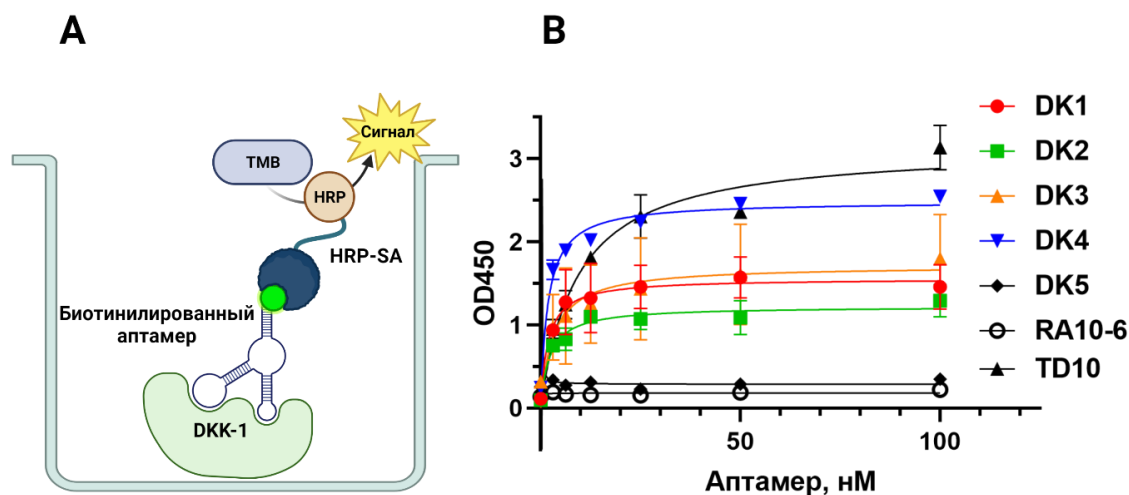 A
B
Сигнал
TMB
HRP
HRP-SA
Биотинилированный
аптамер
DKK-1
OD450
3
2
1
0
50
100
Аптамер, нМ
DK1
DK2
DK3
DK4
DK5
RA10-6
TD10